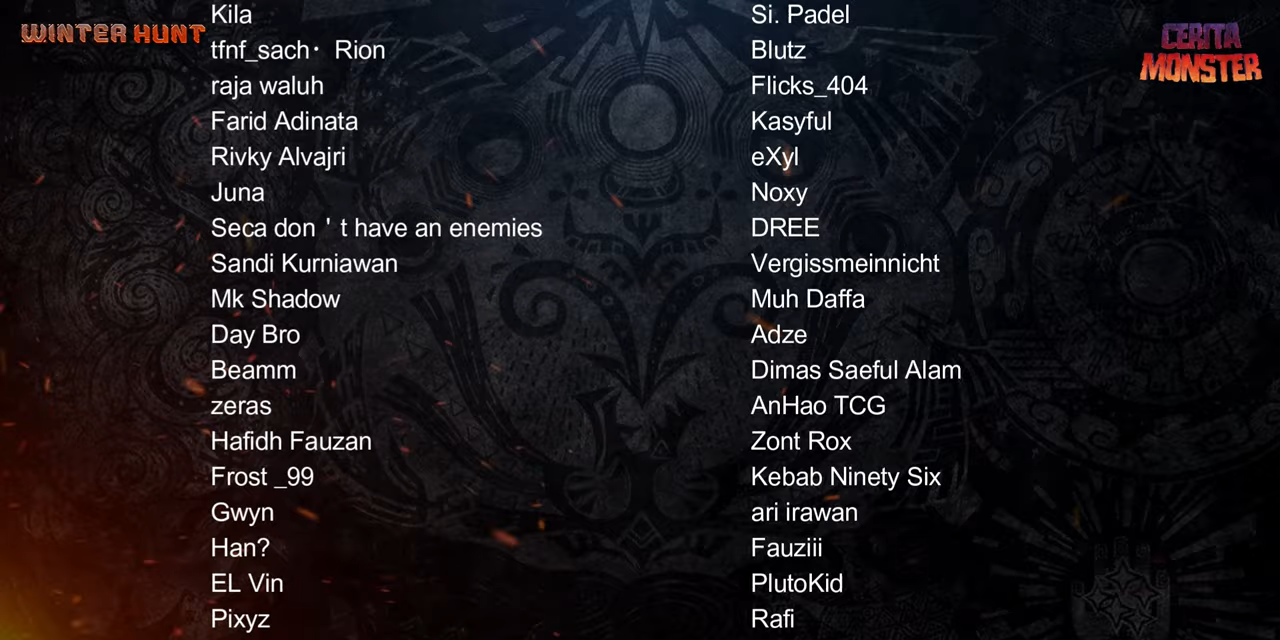 WINTER HUNT
CERITA
MONSTER
Kila
tfnf_sach· Rion
raja waluh
Farid Adinata
Rivky Alvajri
Juna
Seca don ' t have an enemies
Sandi Kurniawan
Mk Shadow
Day Bro
Beamm
zeras
Hafidh Fauzan
Frost _99
Gwyn
Han?
EL Vin
Pixyz
Si. Padel
Blutz
Flicks_404
Kasyful
eXyl
Noxy
DREE
Vergissmeinnicht
Muh Daffa
Adze
Dimas Saeful Alam
AnHao TCG
Zont Rox
Kebab Ninety Six
ari irawan
Fauziii
PlutoKid
Rafi